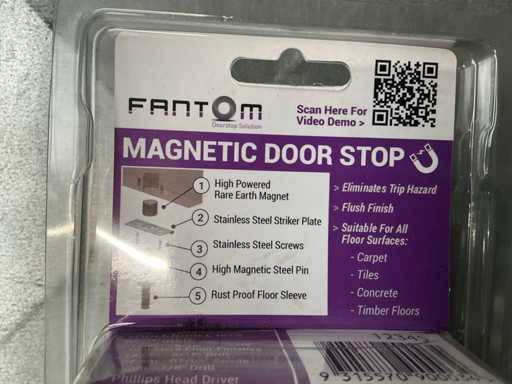 FANTOM
Doorstop Solution
Scan Here For
Video Demo >
MAGNETIC DOOR STOP
1 High Powered
Rare Earth Magnet
2 Stainless Steel Striker Plate
3 Stainless Steel Screws
4 High Magnetic Steel Pin
5 Rust Proof Floor Sleeve
> Eliminates Trip Hazard
> Flush Finish
> Suitable For All
Floor Surfaces:
- Carpet
- Tiles
- Concrete
- Timber Floors
Drill
Phillips Head Driver
12345